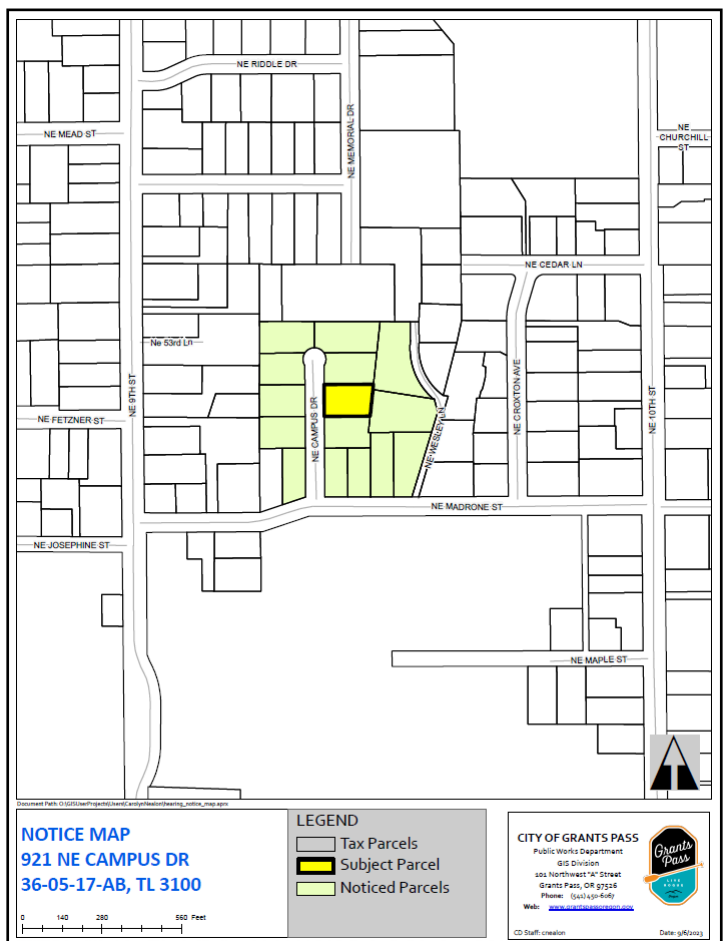 NE RIDDLE DR
NE MEMORIAL DR
NE MEAD ST
NE
CHURCHILL
ST
NE CEDAR LN
Ne 53rd Ln
NE 9TH ST
NE CROXTON AVE
NE 10TH ST
NE CAMPUS DR
NE FETZNER ST
NE WESLEY LN
NE MADRONE ST
NE JOSEPHINE ST
NE MAPLE ST
NOTICE MAP
921 NE CAMPUS DR
36-05-17-AB, TL 3100
0 140 280 560 Feet
LEGEND
Tax Parcels
Subject Parcel
Noticed Parcels
CITY OF GRANTS PASS
Public Works Department
GIS Division
101 Northwest "A" Street
Grants Pass, OR 97526
Phone: (541) 450-6067
Web: www.grantspassoregon.gov
Grants
Pass
CD Staff: cnealon
Date: 9/6/2023